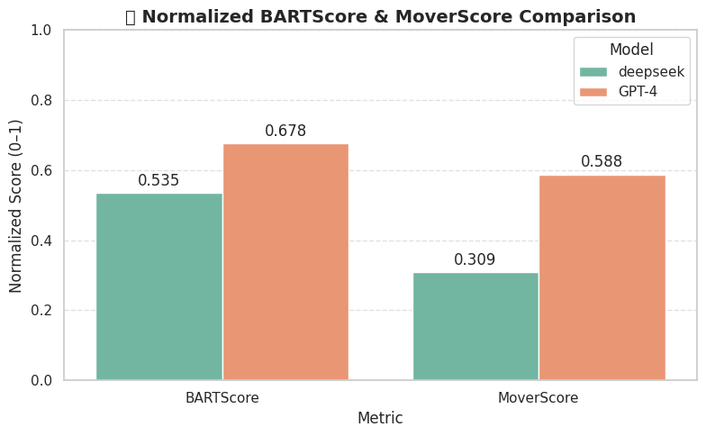 ▯ Normalized BARTScore & MoverScore Comparison
Normalized Score (0–1)
1.0
0.8
0.6
0.4
0.2
0.0
Model
deepseek
GPT-4
0.535
0.678
0.309
0.588
BARTScore
MoverScore
Metric